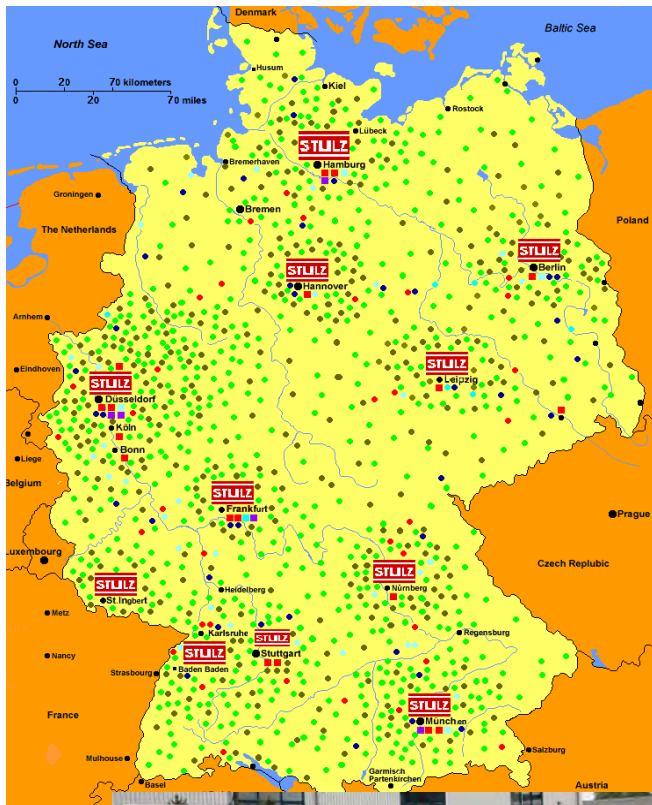 Denmark
North Sea
Baltic Sea
Husum
0 20 70 kilometers
0 20 70 miles
Kiel
Rostock
Lübeck
STULZ
Hamburg
Bremerhaven
Groningen
Bremen
Poland
The Netherlands
STULZ
Berlin
STULZ
Hannover
Arnhem
STULZ
Leipzig
Eindhoven
STULZ
Düsseldorf
Köln
Bonn
Liege
Belgium
STULZ
Frankfurt
Prague
Luxembourg
Czech Replubic
STULZ
Nürnberg
STULZ
St.Ingbert
Heidelberg
Metz
Karlsruhe
STULZ
Stuttgart
Regensburg
Nancy
STULZ
Baden Baden
Strasbourg
France
STULZ
Munchen
Salzburg
Mulhouse
Basel
Garmisch
Partenkirchen
Austria